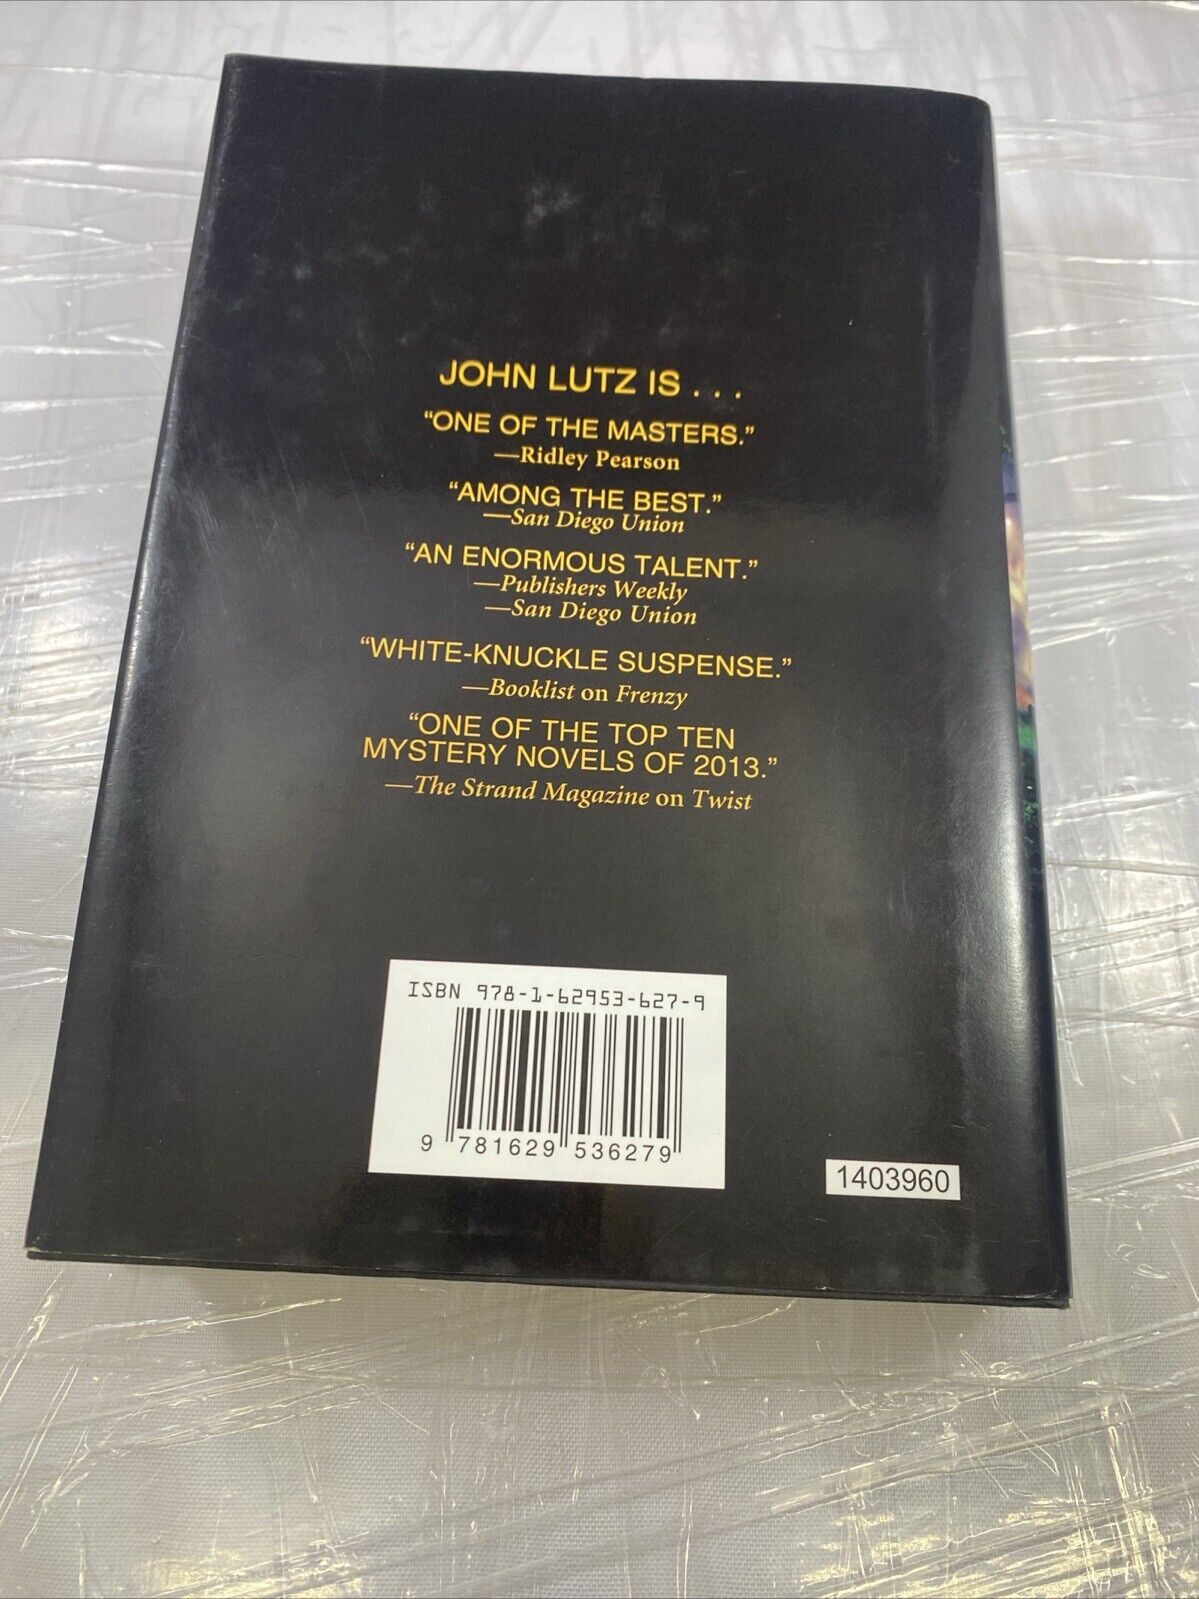 JOHN LUTZ IS . . .
“ONE OF THE MASTERS.”
—Ridley Pearson
“AMONG THE BEST.”
—San Diego Union
“AN ENORMOUS TALENT.”
—Publishers Weekly
—San Diego Union
“WHITE-KNUCKLE SUSPENSE.”
—Booklist on Frenzy
“ONE OF THE TOP TEN
MYSTERY NOVELS OF 2013.”
—The Strand Magazine on Twist
ISBN 978-1-62953-627-9
9 781629 536279
1403960